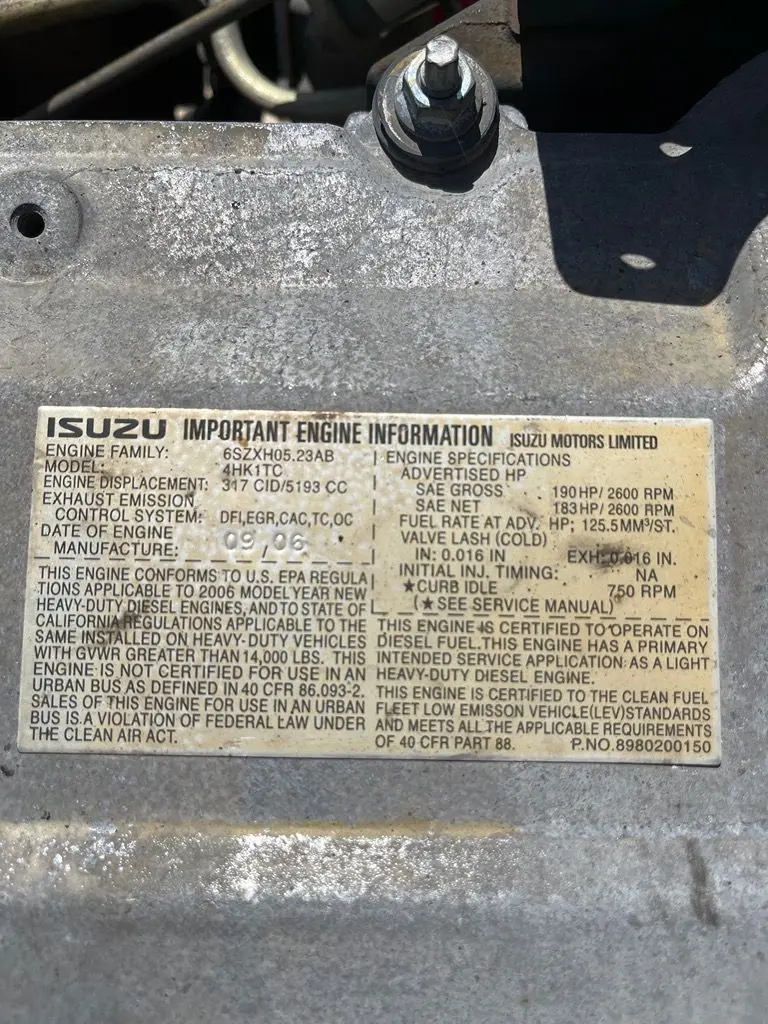 ISUZU IMPORTANT ENGINE INFORMATION ISUZU MOTORS LIMITED
ENGINE FAMILY: 6SZXH05.23AB
MODEL: 4HK1TC
ENGINE DISPLACEMENT: 317 CID/5193 CC
EXHAUST EMISSION
CONTROL SYSTEM: DFI,EGR,CAC,TC,OC
DATE OF ENGINE
MANUFACTURE: 09,06
THIS ENGINE CONFORMS TO U.S. EPA REGULA
TIONS APPLICABLE TO 2006 MODEL YEAR NEW
HEAVY-DUTY DIESEL ENGINES, AND TO STATE OF
CALIFORNIA REGULATIONS APPLICABLE TO THE
SAME INSTALLED ON HEAVY-DUTY VEHICLES
WITH GVWR GREATER THAN 14,000 LBS. THIS
ENGINE IS NOT CERTIFIED FOR USE IN AN
URBAN BUS AS DEFINED IN 40 CFR 86.093-2.
SALES OF THIS ENGINE FOR USE IN AN URBAN
BUS IS A VIOLATION OF FEDERAL LAW UNDER
THE CLEAN AIR ACT.
ENGINE SPECIFICATIONS
ADVERTISED HP
SAE GROSS 190 HP/ 2600 RPM
SAE NET 183 HP/ 2600 RPM
FUEL RATE AT ADV. HP; 125.5 MM³/ST.
VALVE LASH (COLD)
IN: 0.016 IN EXH: 0.016 IN.
INITIAL INJ. TIMING: NA
★CURB IDLE 750 RPM
(★SEE SERVICE MANUAL)
THIS ENGINE IS CERTIFIED TO OPERATE ON
DIESEL FUEL. THIS ENGINE HAS A PRIMARY
INTENDED SERVICE APPLICATION: AS A LIGHT
HEAVY-DUTY DIESEL ENGINE.
THIS ENGINE IS CERTIFIED TO THE CLEAN FUEL
FLEET LOW EMISSON VEHICLE(LEV)STANDARDS
AND MEETS ALL THE APPLICABLE REQUIREMENTS
OF 40 CFR PART 88. P.NO.8980200150